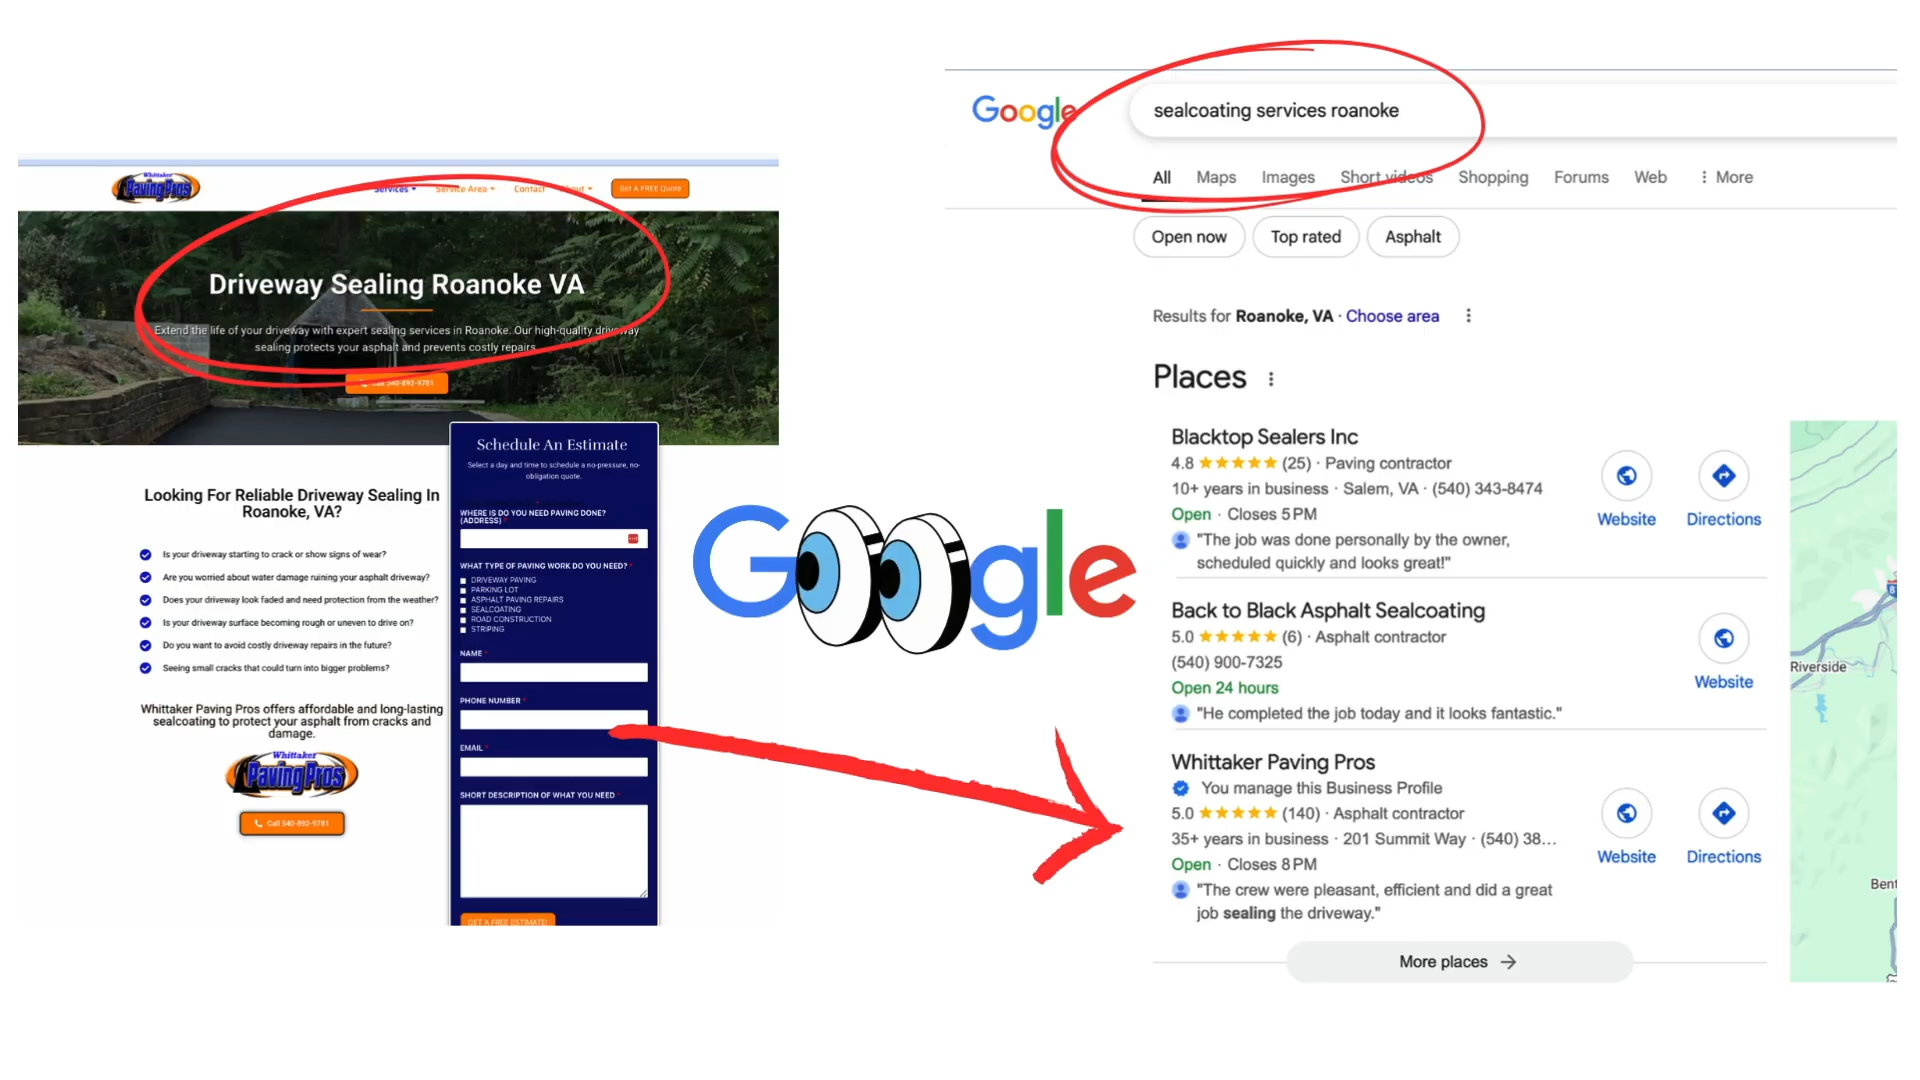 Whittaker
PavingPros
Services
Service Area
Contact
About
Get A FREE Quote
Driveway Sealing Roanoke VA
Extend the life of your driveway with expert sealing services in Roanoke. Our high-quality driveway
sealing protects your asphalt and prevents costly repairs.
Call 540-892-9781
Looking For Reliable Driveway Sealing In
Roanoke, VA?
Is your driveway starting to crack or show signs of wear?
Are you worried about water damage ruining your asphalt driveway?
Does your driveway look faded and need protection from the weather?
Is your driveway surface becoming rough or uneven to drive on?
Do you want to avoid costly driveway repairs in the future?
Seeing small cracks that could turn into bigger problems?
Whittaker Paving Pros offers affordable and long-lasting
sealcoating to protect your asphalt from cracks and
damage.
Whittaker
PavingPros
Call 540-892-9781
Schedule An Estimate
Select a day and time to schedule a no-pressure, no-
obligation quote.
WHERE IS DO YOU NEED PAVING DONE?
(ADDRESS) *
WHAT TYPE OF PAVING WORK DO YOU NEED? *
DRIVEWAY PAVING
PARKING LOT
ASPHALT PAVING REPAIRS
SEALCOATING
ROAD CONSTRUCTION
STRIPING
NAME *
PHONE NUMBER *
EMAIL *
SHORT DESCRIPTION OF WHAT YOU NEED *
GET A FREE ESTIMATE!
Google
Google
sealcoating services roanoke
All Maps Images Short videos Shopping Forums Web More
Open now
Top rated
Asphalt
Results for Roanoke, VA · Choose area
Places
Blacktop Sealers Inc
4.8 (25) · Paving contractor
10+ years in business · Salem, VA · (540) 343-8474
Open · Closes 5 PM
"The job was done personally by the owner,
scheduled quickly and looks great!"
Website
Directions
Back to Black Asphalt Sealcoating
5.0 (6) · Asphalt contractor
(540) 900-7325
Open 24 hours
"He completed the job today and it looks fantastic."
Website
Whittaker Paving Pros
You manage this Business Profile
5.0 (140) · Asphalt contractor
35+ years in business · 201 Summit Way · (540) 38...
Open · Closes 8 PM
"The crew were pleasant, efficient and did a great
job sealing the driveway."
Website
Directions
More places
Riverside
Bent